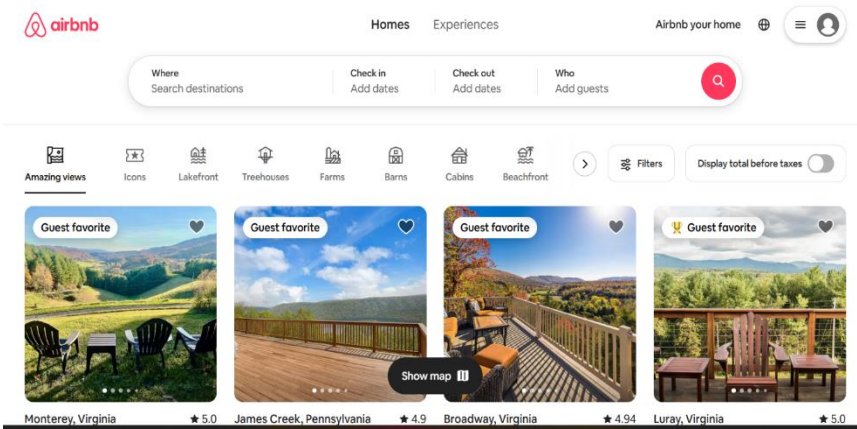 airbnb
Homes Experiences
Airbnb your home
Where
Search destinations
Check in
Add dates
Check out
Add dates
Who
Add guests
Amazing views
Icons
Lakefront
Treehouses
Farms
Barns
Cabins
Beachfront
Filters
Display total before taxes
Guest favorite
Guest favorite
Guest favorite
Guest favorite
Show map
Monterey, Virginia ★ 5.0
James Creek, Pennsylvania ★ 4.9
Broadway, Virginia ★ 4.94
Luray, Virginia ★ 5.0